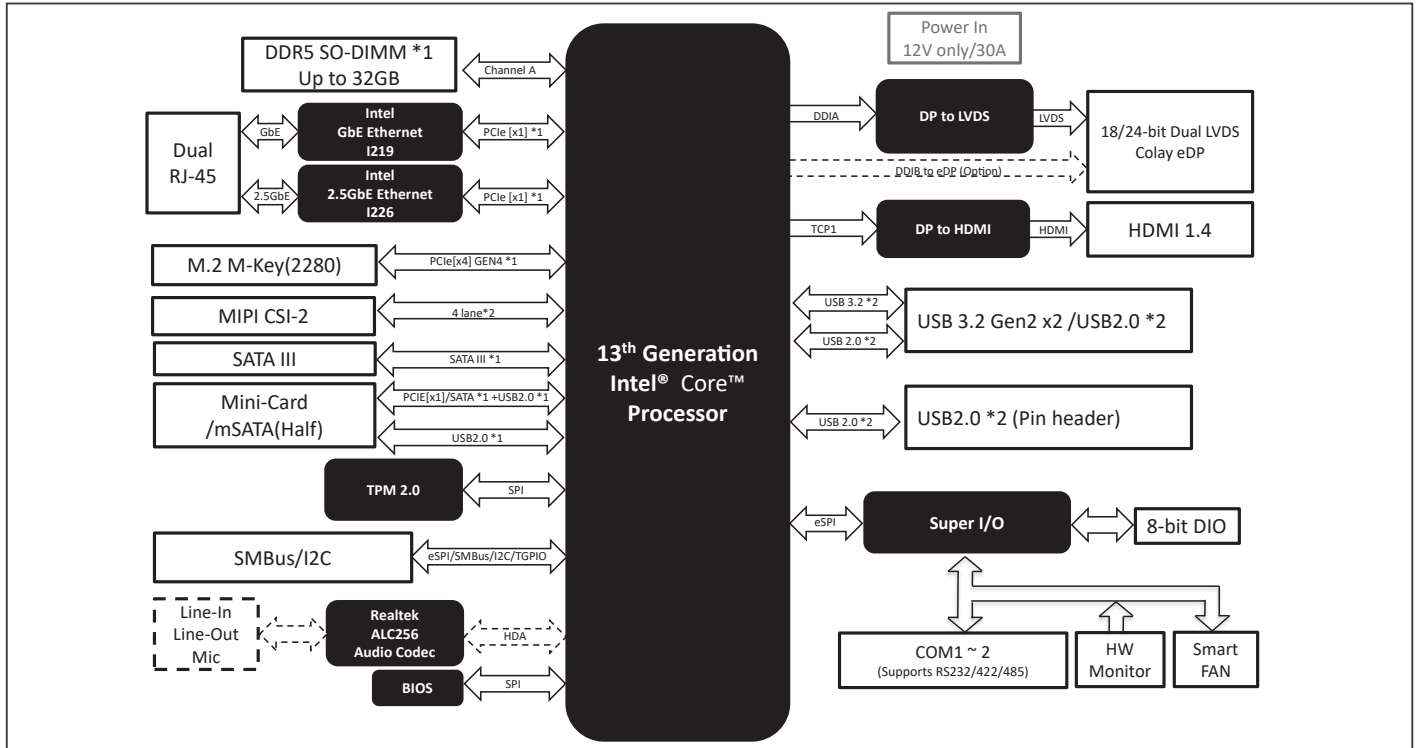 DDR5 SO-DIMM *1
Up to 32GB
Channel A
Dual
RJ-45
GbE
Intel
GbE Ethernet
I219
PCIe [x1] *1
2.5GbE
Intel
2.5GbE Ethernet
I226
PCIe [x1] *1
M.2 M-Key(2280)
PCIe[x4] GEN4 *1
MIPI CSI-2
4 lane*2
SATA III
SATA III *1
Mini-Card
/mSATA(Half)
PCIE[x1]/SATA *1 +USB2.0 *1
USB2.0 *1
TPM 2.0
SPI
SMBus/I2C
eSPI/SMBus/I2C/TGPIO
Line-In
Line-Out
Mic
Realtek
ALC256
Audio Codec
HDA
BIOS
SPI
13th Generation
Intel® Core™
Processor
Power In
12V only/30A
DDIA
DP to LVDS
LVDS
18/24-bit Dual LVDS
Colay eDP
DDIB to eDP (Option)
TCP1
DP to HDMI
HDMI
HDMI 1.4
USB 3.2 *2
USB 2.0 *2
USB 3.2 Gen2 x2 /USB2.0 *2
USB 2.0 *2
USB2.0 *2 (Pin header)
eSPI
Super I/O
8-bit DIO
COM1 ~ 2
(Supports RS232/422/485)
HW
Monitor
Smart
FAN